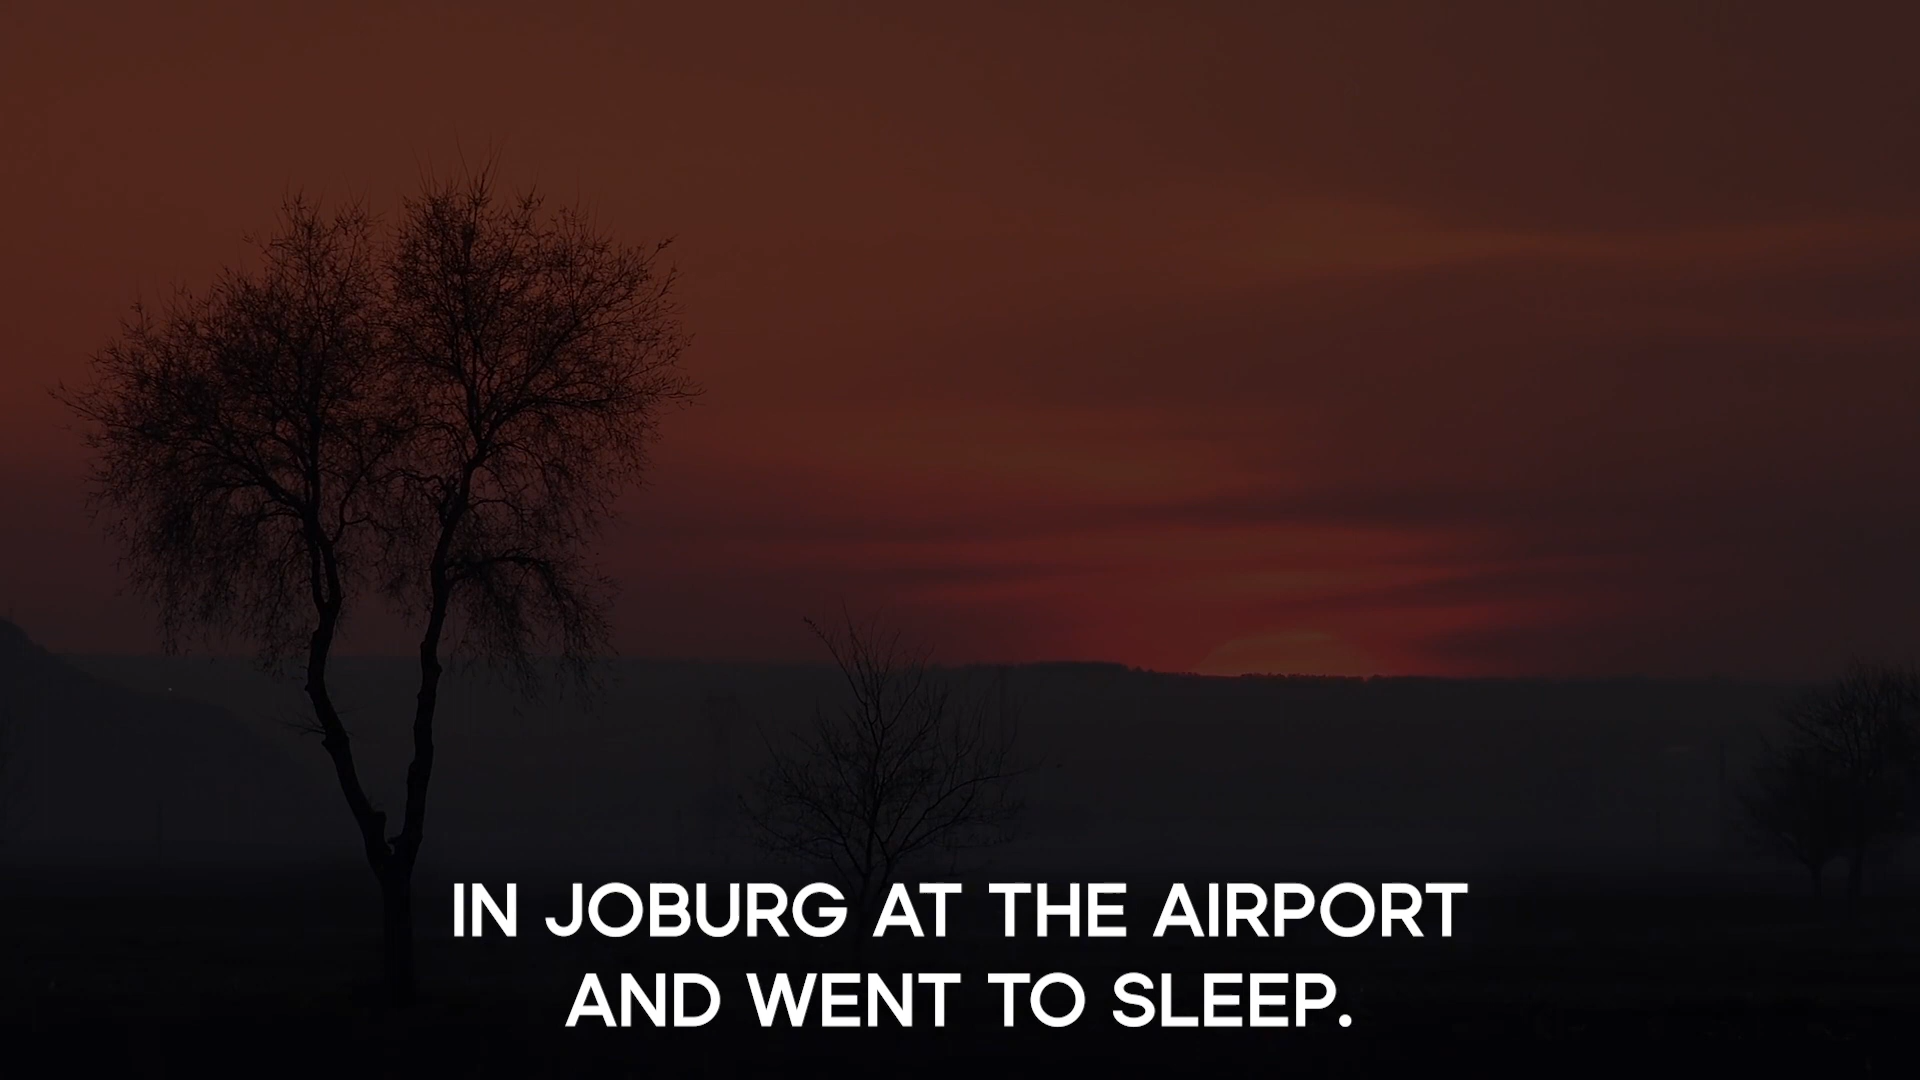 IN JOBURG AT THE AIRPORT
AND WENT TO SLEEP.